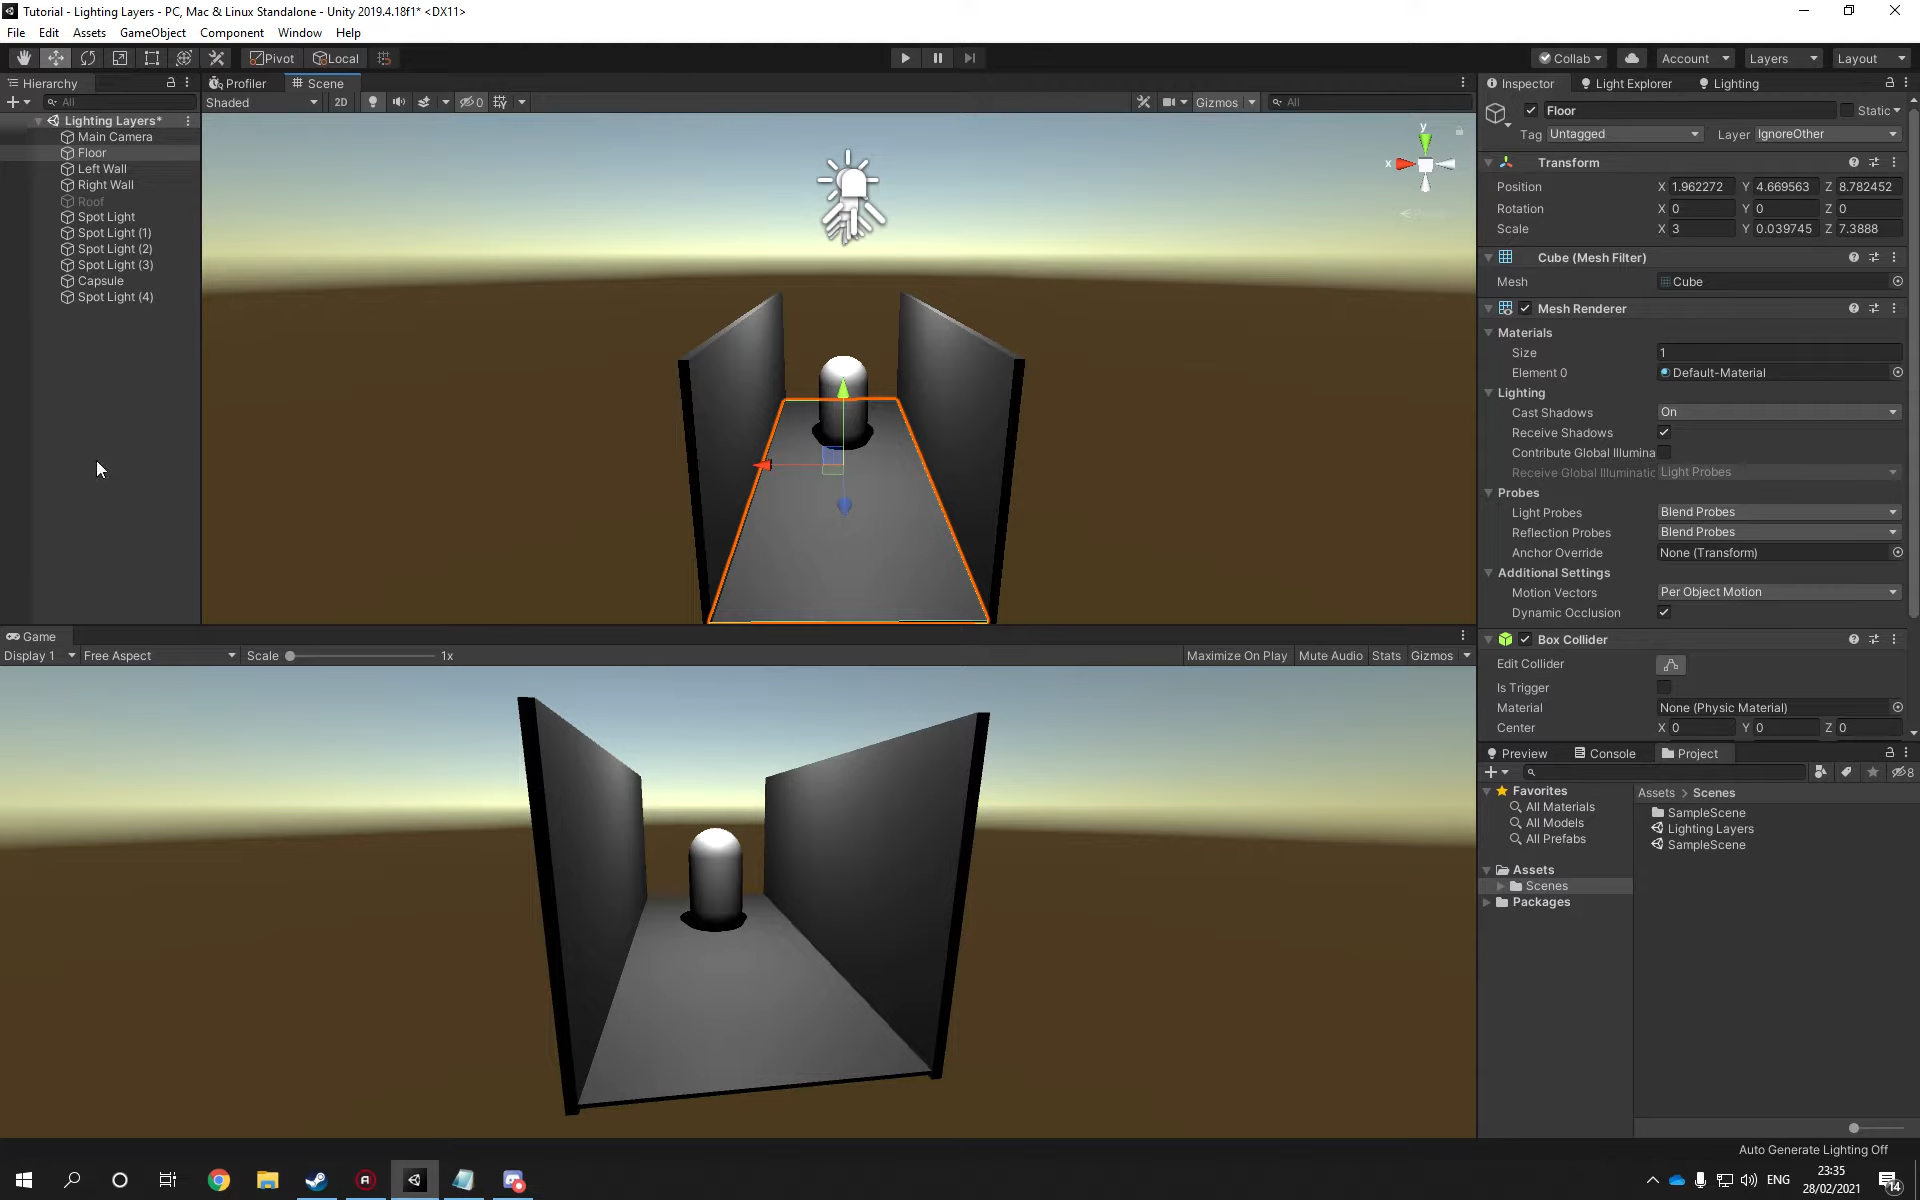 Tutorial - Lighting Layers - PC, Mac & Linux Standalone - Unity 2019.4.18f1* <DX11>
File Edit Assets GameObject Component Window Help
Pivot Local Collab Account Layers Layout
Hierarchy
All
Lighting Layers*
Main Camera
Floor
Left Wall
Right Wall
Roof
Spot Light
Spot Light (1)
Spot Light (2)
Spot Light (3)
Capsule
Spot Light (4)
Profiler Scene
Shaded 2D 0 Gizmos All
y
x
Game
Display 1 Free Aspect Scale 1x Maximize On Play Mute Audio Stats Gizmos
Inspector Light Explorer Lighting
Floor Static
Tag Untagged Layer IgnoreOther
Transform
Position X 1.962272 Y 4.669563 Z 8.782452
Rotation X 0 Y 0 Z 0
Scale X 3 Y 0.039745 Z 7.3888
Cube (Mesh Filter)
Mesh Cube
Mesh Renderer
Materials
Size 1
Element 0 Default-Material
Lighting
Cast Shadows On
Receive Shadows
Contribute Global Illumina
Receive Global Illuminatic Light Probes
Probes
Light Probes Blend Probes
Reflection Probes Blend Probes
Anchor Override None (Transform)
Additional Settings
Motion Vectors Per Object Motion
Dynamic Occlusion
Box Collider
Edit Collider
Is Trigger
Material None (Physic Material)
Center X 0 Y 0 Z 0
Preview Console Project
8
Favorites
All Materials
All Models
All Prefabs
Assets
Scenes
Packages
Assets > Scenes
SampleScene
Lighting Layers
SampleScene
Auto Generate Lighting Off
ENG
23:35
28/02/2021
14